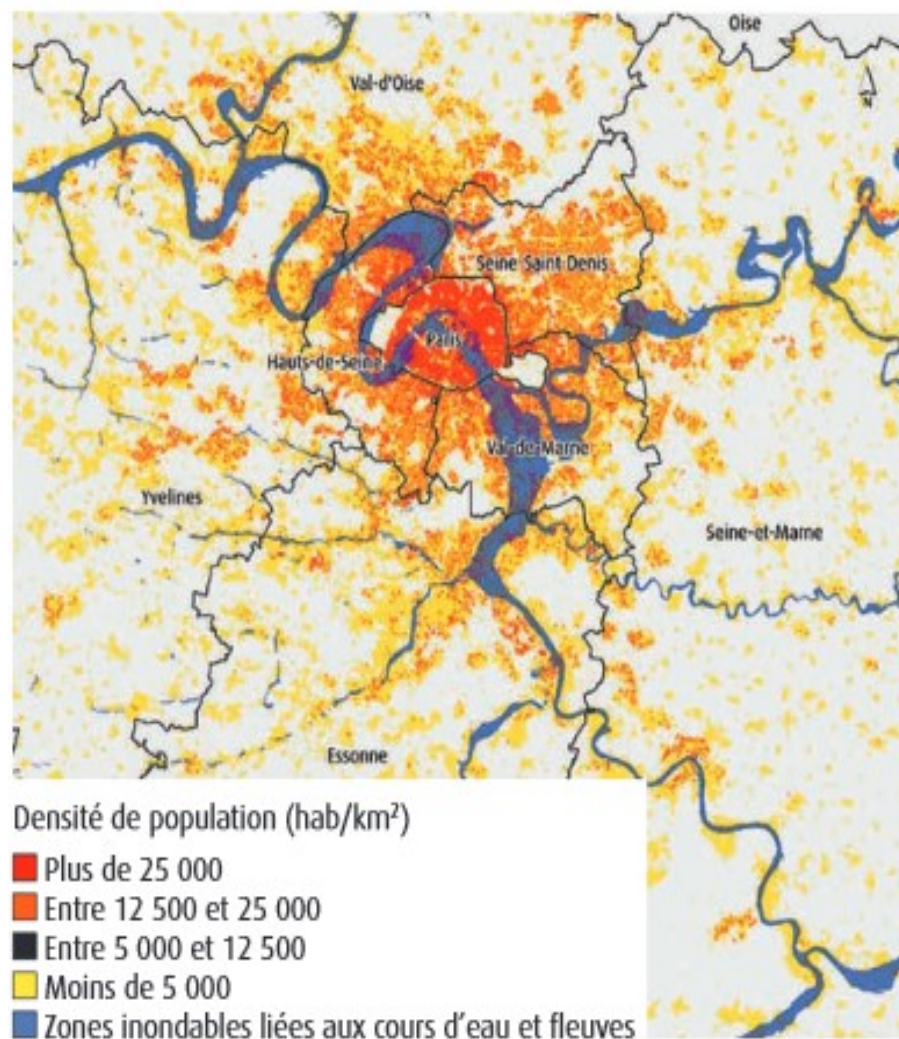 Oise
Val-d'Oise
N
Seine Saint Denis
Paris
Hauts-de-Seine
Val-de-Marne
Yvelines
Seine-et-Marne
Essonne
Densité de population (hab/km²)
Plus de 25 000
Entre 12 500 et 25 000
Entre 5 000 et 12 500
Moins de 5 000
Zones inondables liées aux cours d'eau et fleuves